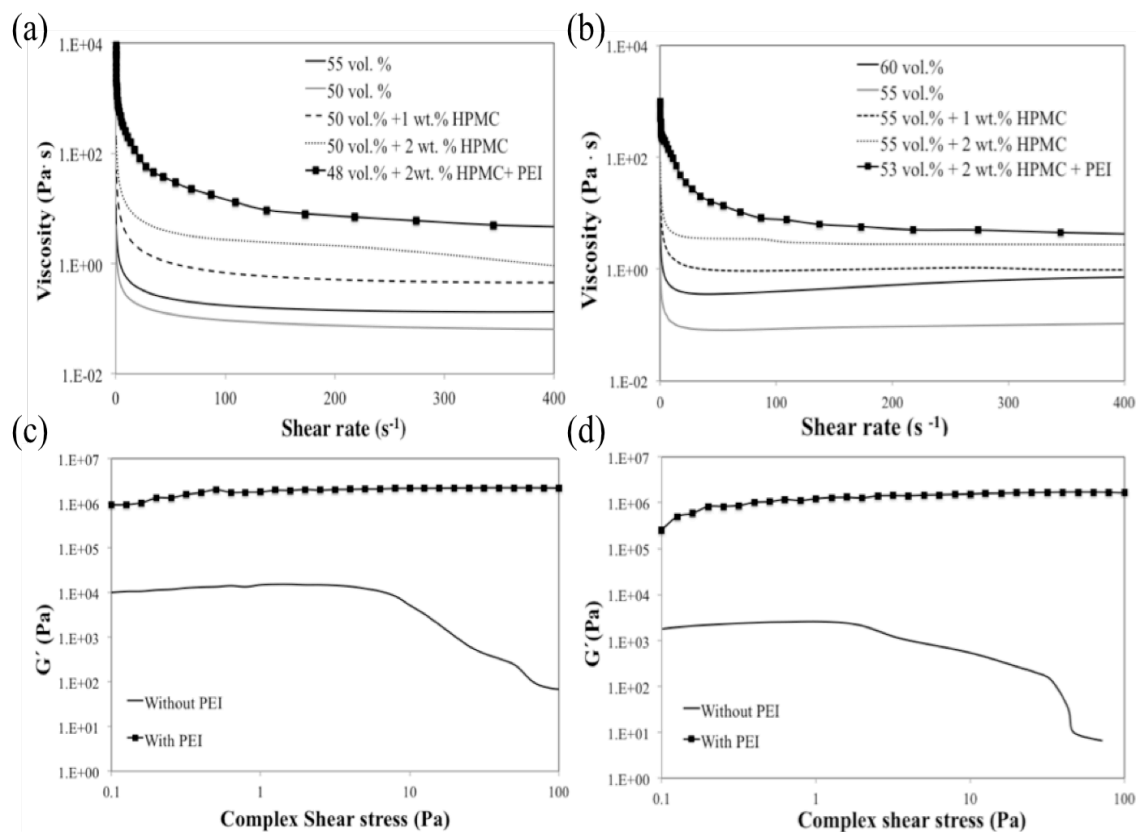 (a)
1.E+04
1.E+02
1.E+00
1.E-02
Viscosity (Pa· s)
55 vol. %
50 vol. %
50 vol.% +1 wt.% HPMC
50 vol.% + 2 wt. % HPMC
48 vol.% + 2wt. % HPMC+ PEI
0
100
200
300
400
Shear rate (s-1)
(b)
1.E+04
1.E+02
1.E+00
1.E-02
Viscosity (Pa · s)
60 vol.%
55 vol.%
55 vol.% + 1 wt.% HPMC
55 vol.% + 2 wt.% HPMC
53 vol.% + 2 wt.% HPMC + PEI
0
100
200
300
400
Shear rate (s -1)
(c)
1.E+07
1.E+06
1.E+05
1.E+04
1.E+03
1.E+02
1.E+01
1.E+00
G´ (Pa)
Without PEI
With PEI
0.1
1
10
100
Complex Shear stress (Pa)
(d)
1.E+07
1.E+06
1.E+05
1.E+04
1.E+03
1.E+02
1.E+01
1.E+00
G´(Pa)
Without PEI
With PEI
0.1
1
10
100
Complex shear stress (Pa)